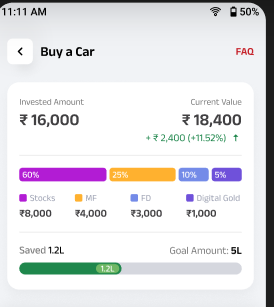 11:11 AM 50%
Buy a Car FAQ
Invested Amount Current Value
₹ 16,000 ₹ 18,400
+ ₹ 2,400 (+11.52%) ↑
60% 25% 10% 5%
Stocks MF FD Digital Gold
₹8,000 ₹4,000 ₹3,000 ₹1,000
Saved 1.2L Goal Amount: 5L
1.2L